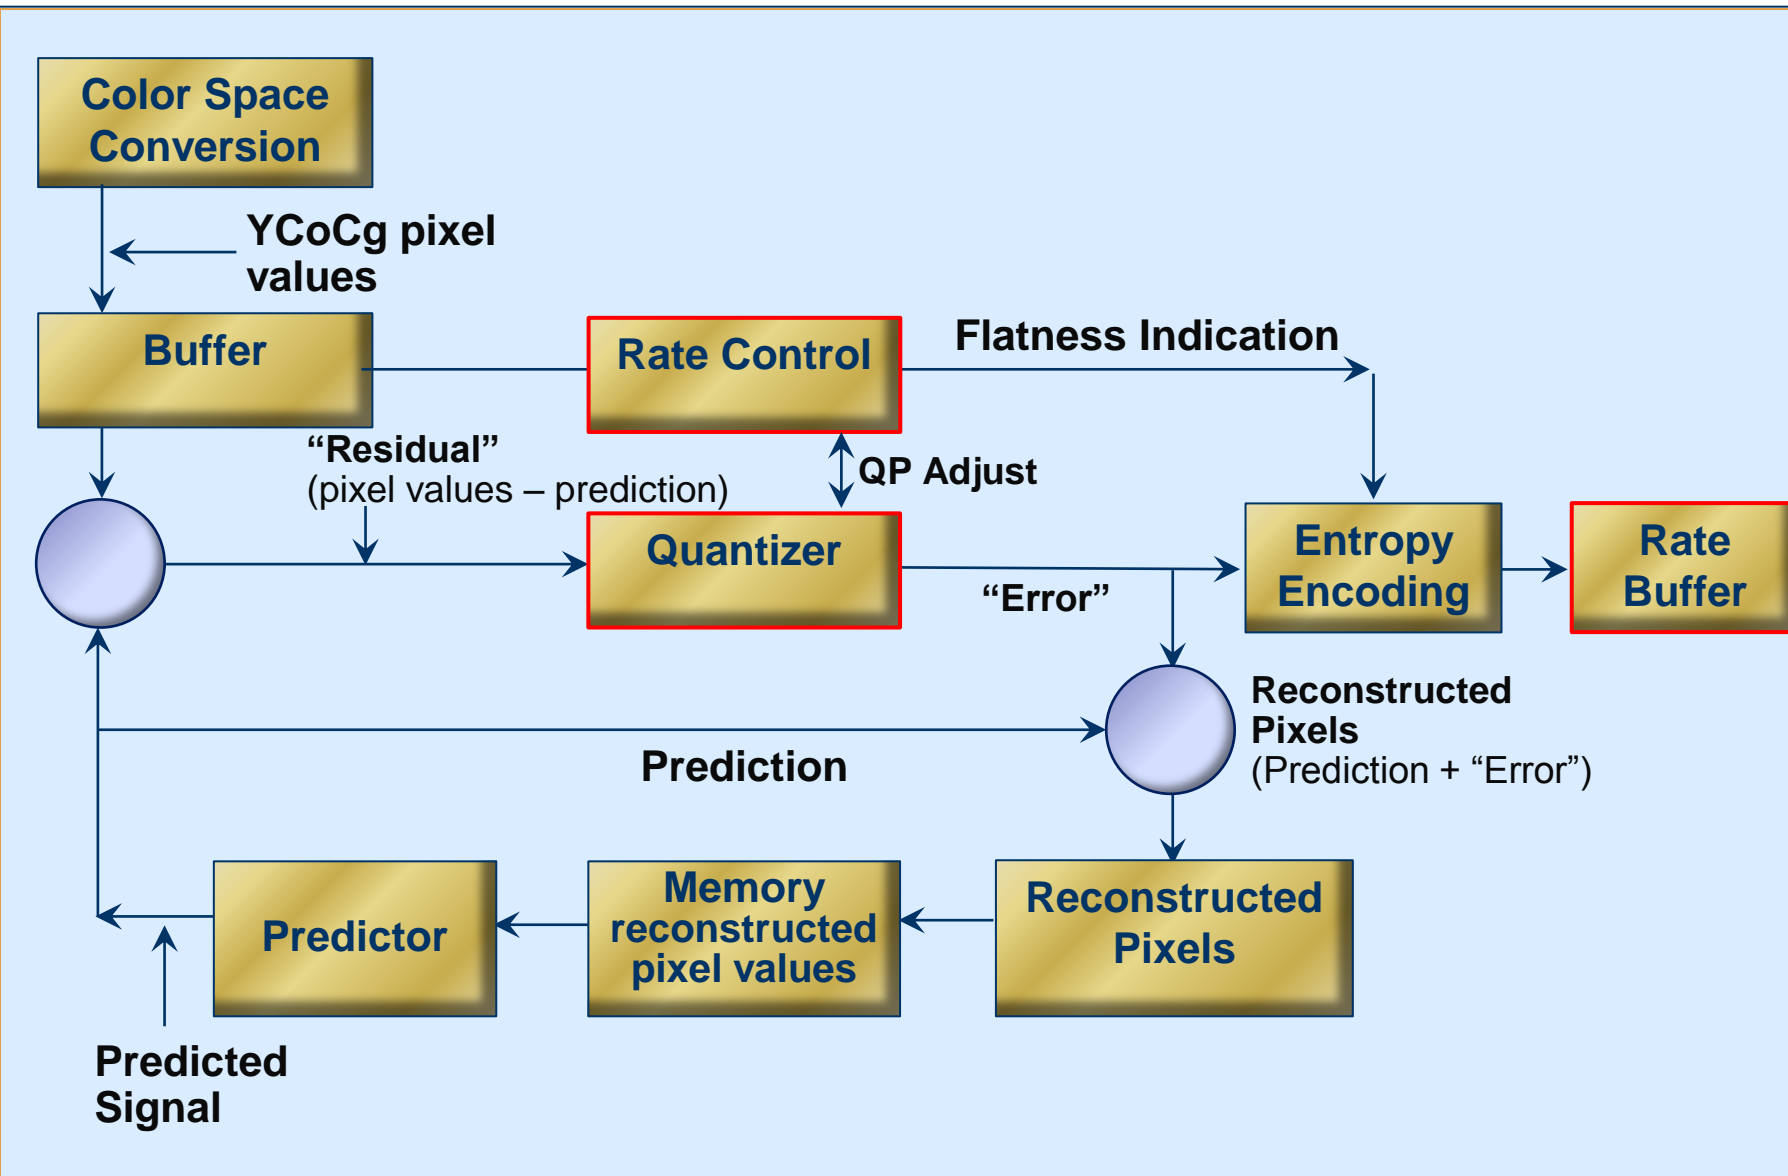 Color Space
Conversion
YCoCg pixel
values
Buffer
Rate Control
Flatness Indication
“Residual”
(pixel values – prediction)
QP Adjust
Quantizer
“Error”
Entropy
Encoding
Rate
Buffer
Reconstructed
Pixels
(Prediction + “Error”)
Prediction
Predictor
Memory
reconstructed
pixel values
Reconstructed
Pixels
Predicted
Signal